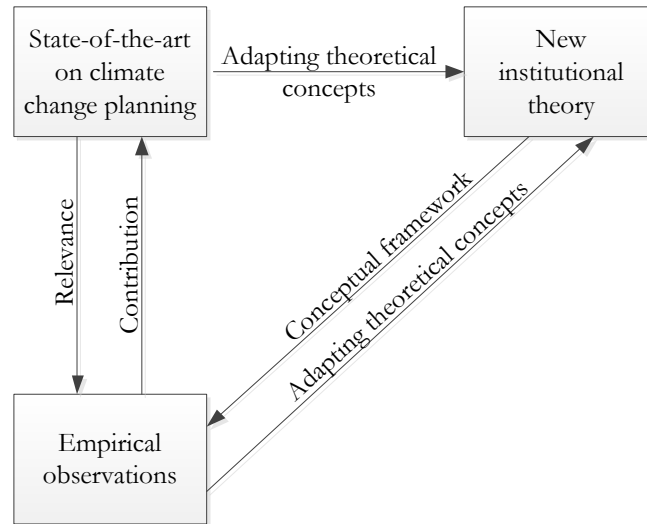 State-of-the-art
on climate
change planning
Adapting theoretical
concepts
New
institutional
theory
Relevance
Contribution
Conceptual framework
Adapting theoretical concepts
Empirical
observations